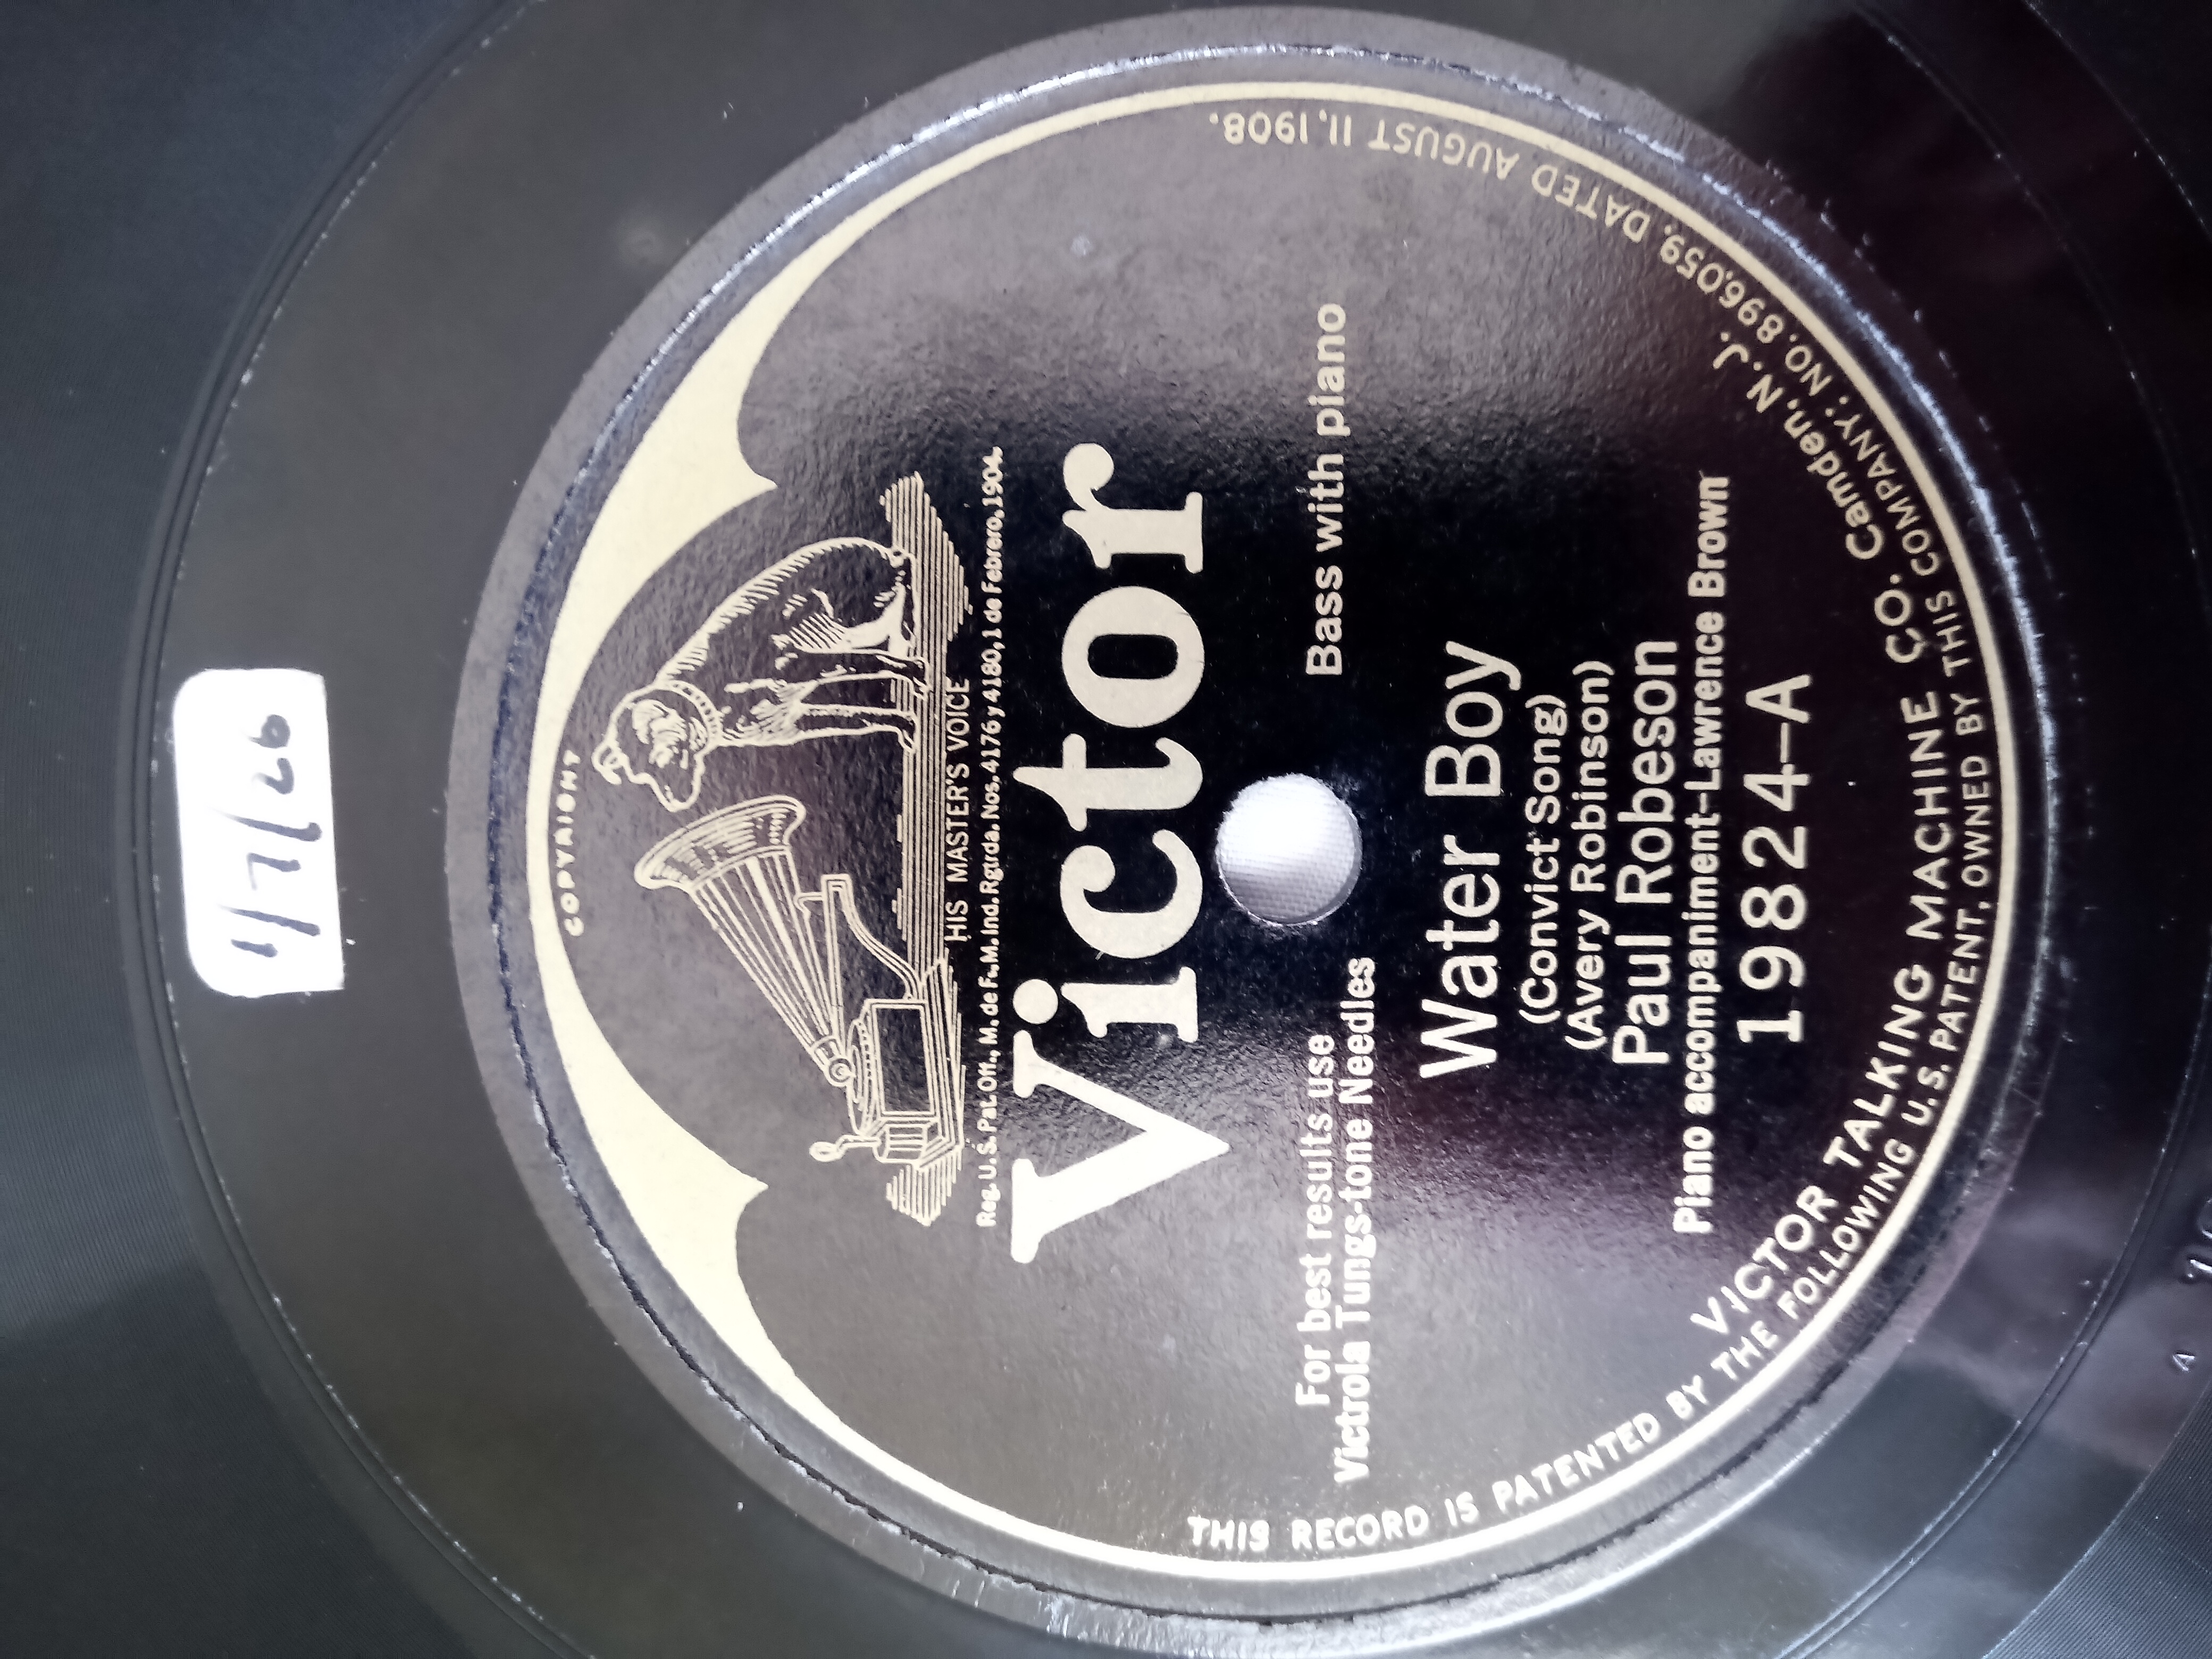 4/7/26
COPYRIGHT
HIS MASTER'S VOICE
Reg. U.S. Pat. Off., M. de F. M. Ind. Rgtrda. Nos. 4176 y 4180, 1 de Febrero, 1904.
Victor
For best results use
Victrola Tungs-tone Needles
Bass with piano
Water Boy
(Convict Song)
(Avery Robinson)
Paul Robeson
Piano accompaniment-Lawrence Brown
19824-A
VICTOR TALKING MACHINE CO. Camden, N.J.
THIS RECORD IS PATENTED BY THE FOLLOWING U.S. PATENT, OWNED BY THIS COMPANY: NO. 896,059, DATED AUGUST 11, 1908.
A